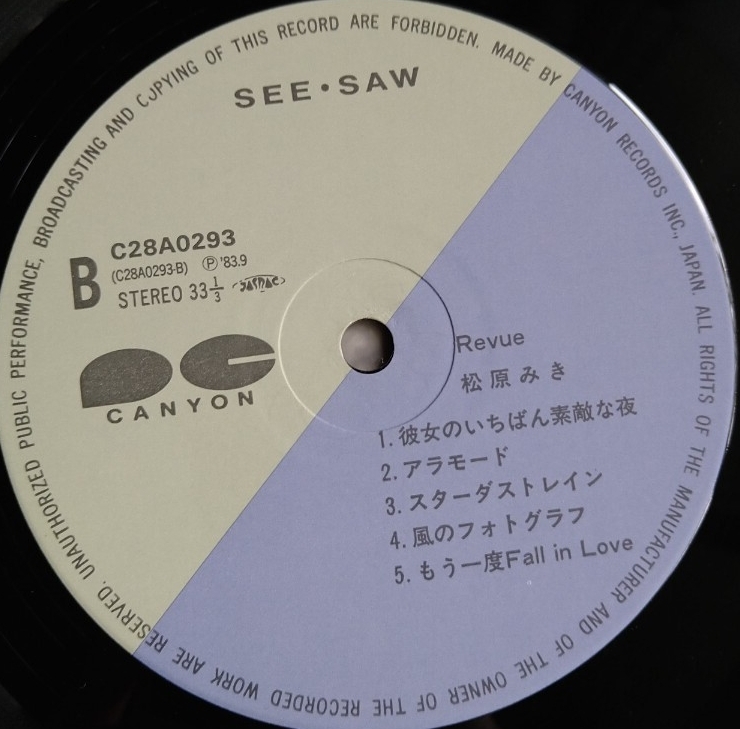 SEE・SAW
B
C28A0293
(C28A0293-B) Ⓟ'83.9
STEREO 33 1/3 JASRAC
CANYON
Revue
松原みき
1. 彼女のいちばん素敵な夜
2. アラモード
3. スターダストレイン
4. 風のフォトグラフ
5. もう一度Fall in Love
MADE BY CANYON RECORDS INC., JAPAN. ALL RIGHTS OF THE MANUFACTURER AND OF THE OWNER OF THE RECORDED WORK ARE RESERVED. UNAUTHORIZED PUBLIC PERFORMANCE, BROADCASTING AND COPYING OF THIS RECORD ARE FORBIDDEN.